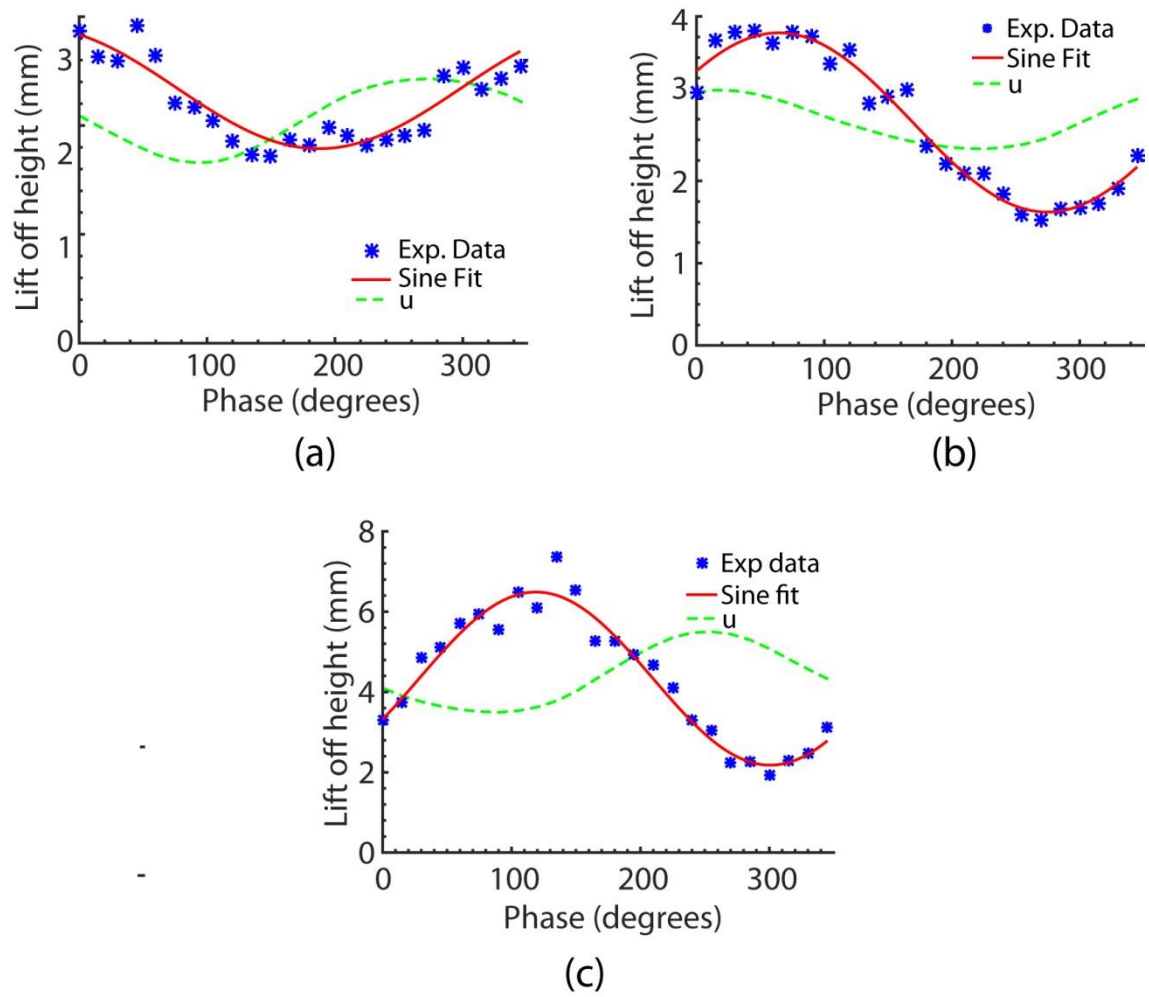 3
2
1
0
Lift off height (mm)
0 100 200 300
Phase (degrees)
Exp. Data
Sine Fit
u
(a)
4
3
2
1
0
Lift off height (mm)
0 100 200 300
Phase (degrees)
Exp. Data
Sine Fit
u
(b)
8
6
4
2
0
Lift off height (mm)
0 100 200 300
Phase (degrees)
Exp data
Sine fit
u
(c)
-
-